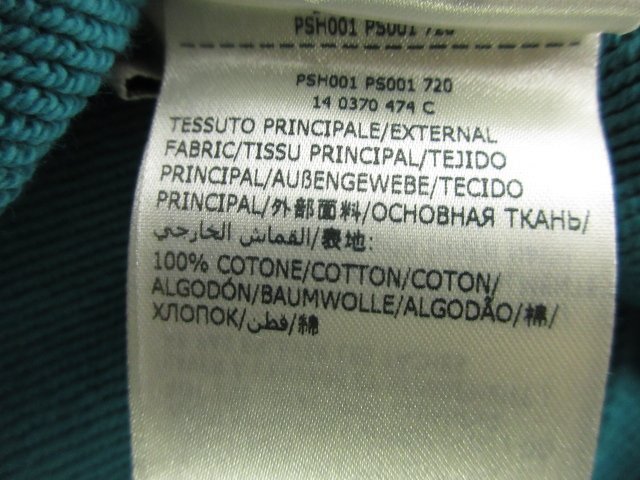 PSH001 PS001 720
PSH001 PS001 720
14 0370 474 C
TESSUTO PRINCIPALE/EXTERNAL
FABRIC/TISSU PRINCIPAL/TEJIDO
PRINCIPAL/AUßENGEWEBE/TECIDO
PRINCIPAL/外部面料/ОСНОВНАЯ ТКАНЬ/
القماش الخارجي/表地:
100% COTONE/COTTON/COTON/
ALGODÓN/BAUMWOLLE/ALGODÃO/棉/
ХЛОПОК/قطن/綿